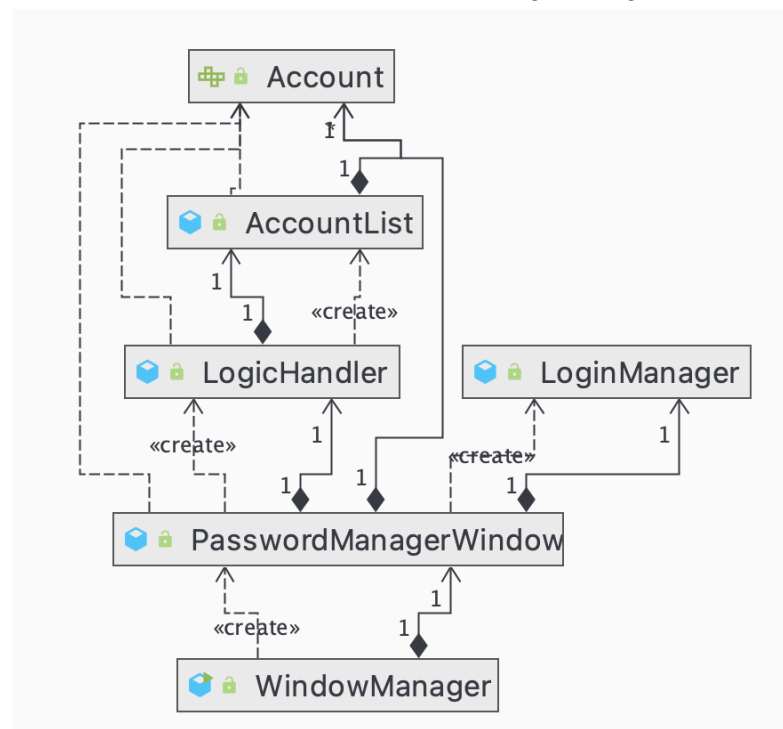 Account
1
*
1
AccountList
1
1
«create»
LogicHandler
LoginManager
«create»
1
1
«create»
1
1
1
PasswordManagerWindow
1
«create»
1
WindowManager